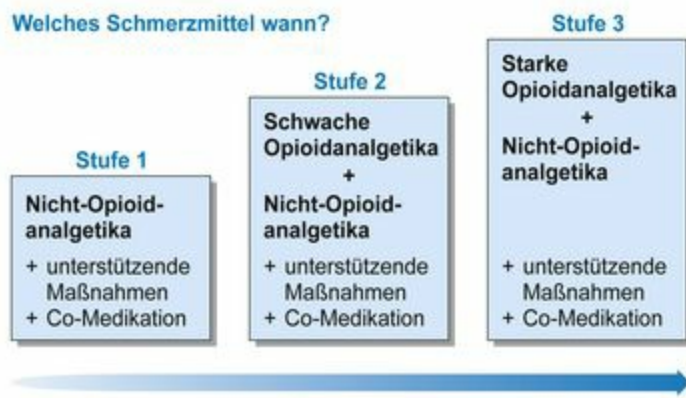 Welches Schmerzmittel wann?
Stufe 1
Nicht-Opioid-
analgetika
+ unterstützende
Maßnahmen
+ Co-Medikation
Stufe 2
Schwache
Opioidanalgetika
+
Nicht-Opioid-
analgetika
+ unterstützende
Maßnahmen
+ Co-Medikation
Stufe 3
Starke
Opioidanalgetika
+
Nicht-Opioid-
analgetika
+ unterstützende
Maßnahmen
+ Co-Medikation